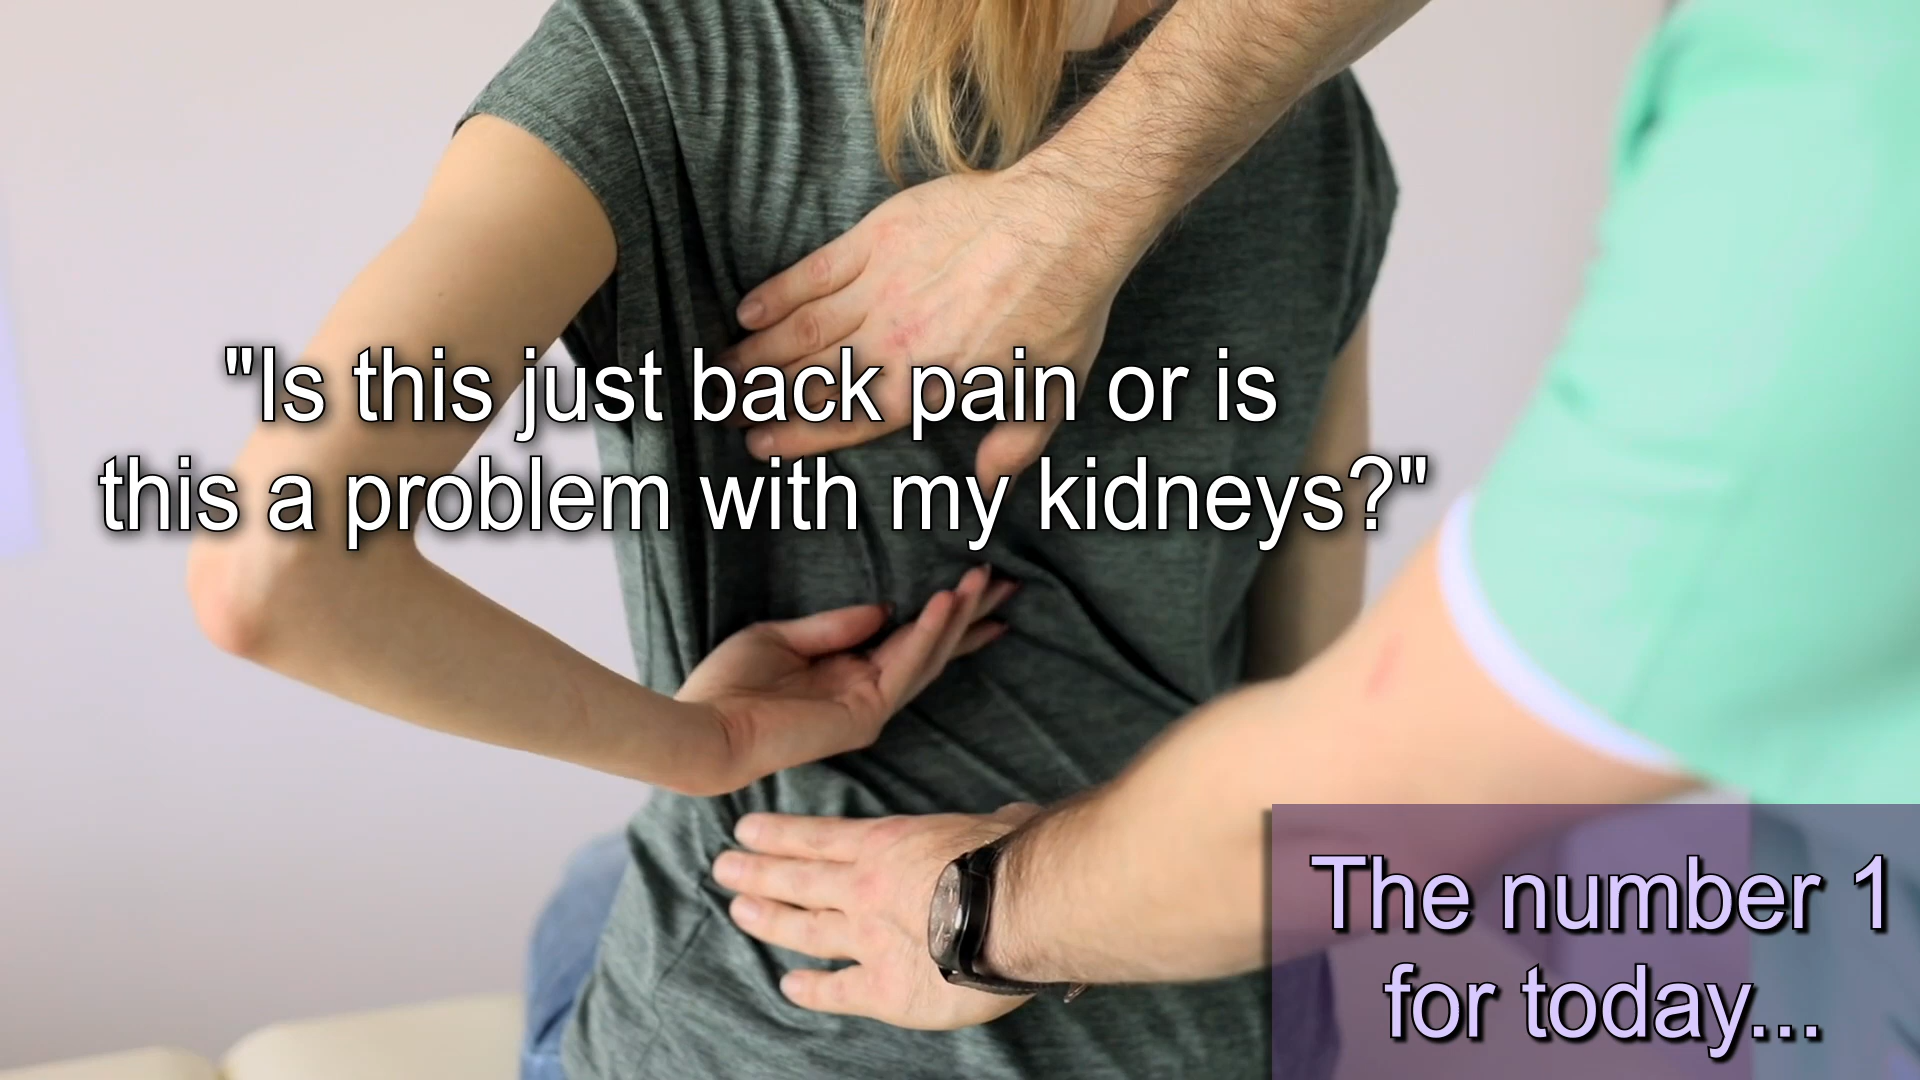 "Is this just back pain or is
this a problem with my kidneys?"
The number 1
for today...